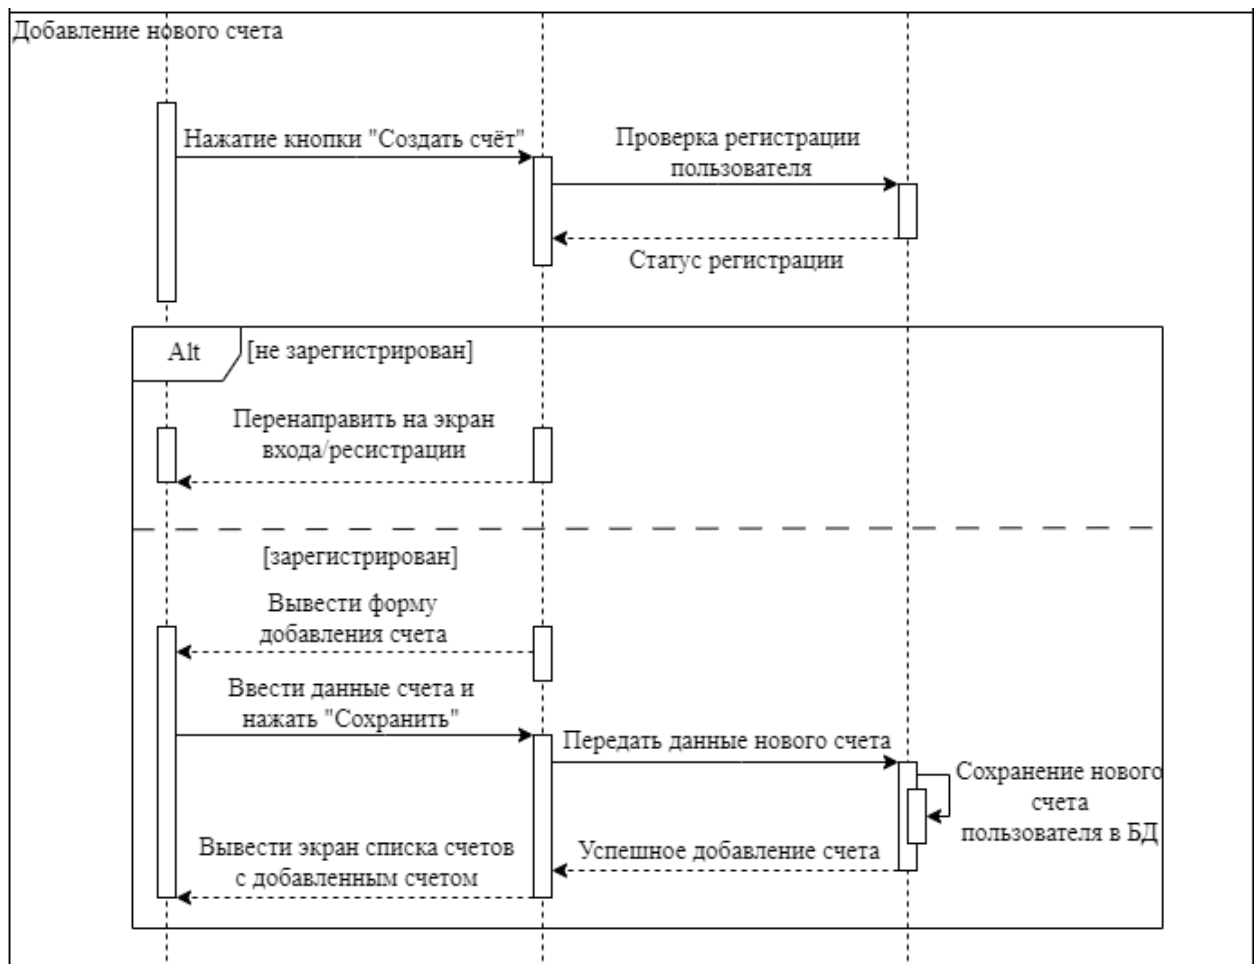 Добавление нового счета
Нажатие кнопки "Создать счёт"
Проверка регистрации
пользователя
Статус регистрации
Alt
[не зарегистрирован]
Перенаправить на экран
входа/ресистрации
[зарегистрирован]
Вывести форму
добавления счета
Ввести данные счета и
нажать "Сохранить"
Передать данные нового счета
Сохранение нового
счета
пользователя в БД
Успешное добавление счета
Вывести экран списка счетов
с добавленным счетом